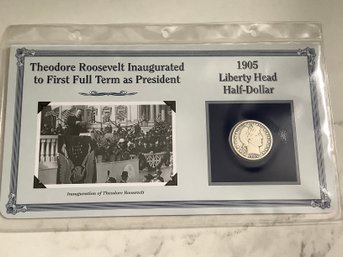 Theodore Roosevelt Inaugurated
to First Full Term as President
1905
Liberty Head
Half-Dollar
Inauguration of Theodore Roosevelt